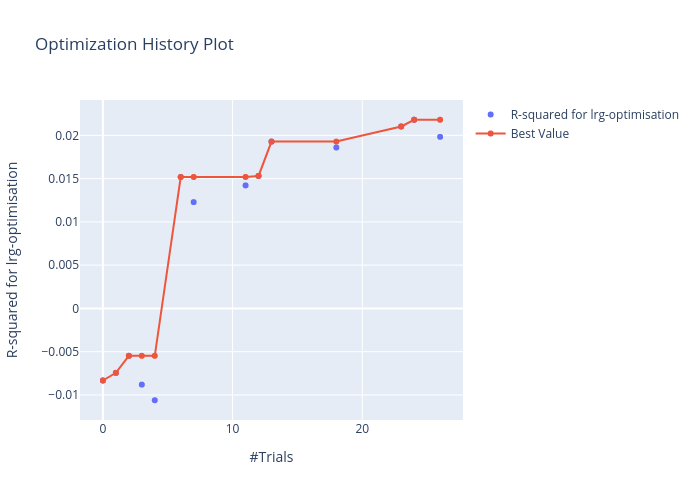 Optimization History Plot
R-squared for lrg-optimisation
Best Value
0.02
0.015
0.01
0.005
0
−0.005
−0.01
R-squared for lrg-optimisation
0
10
20
#Trials